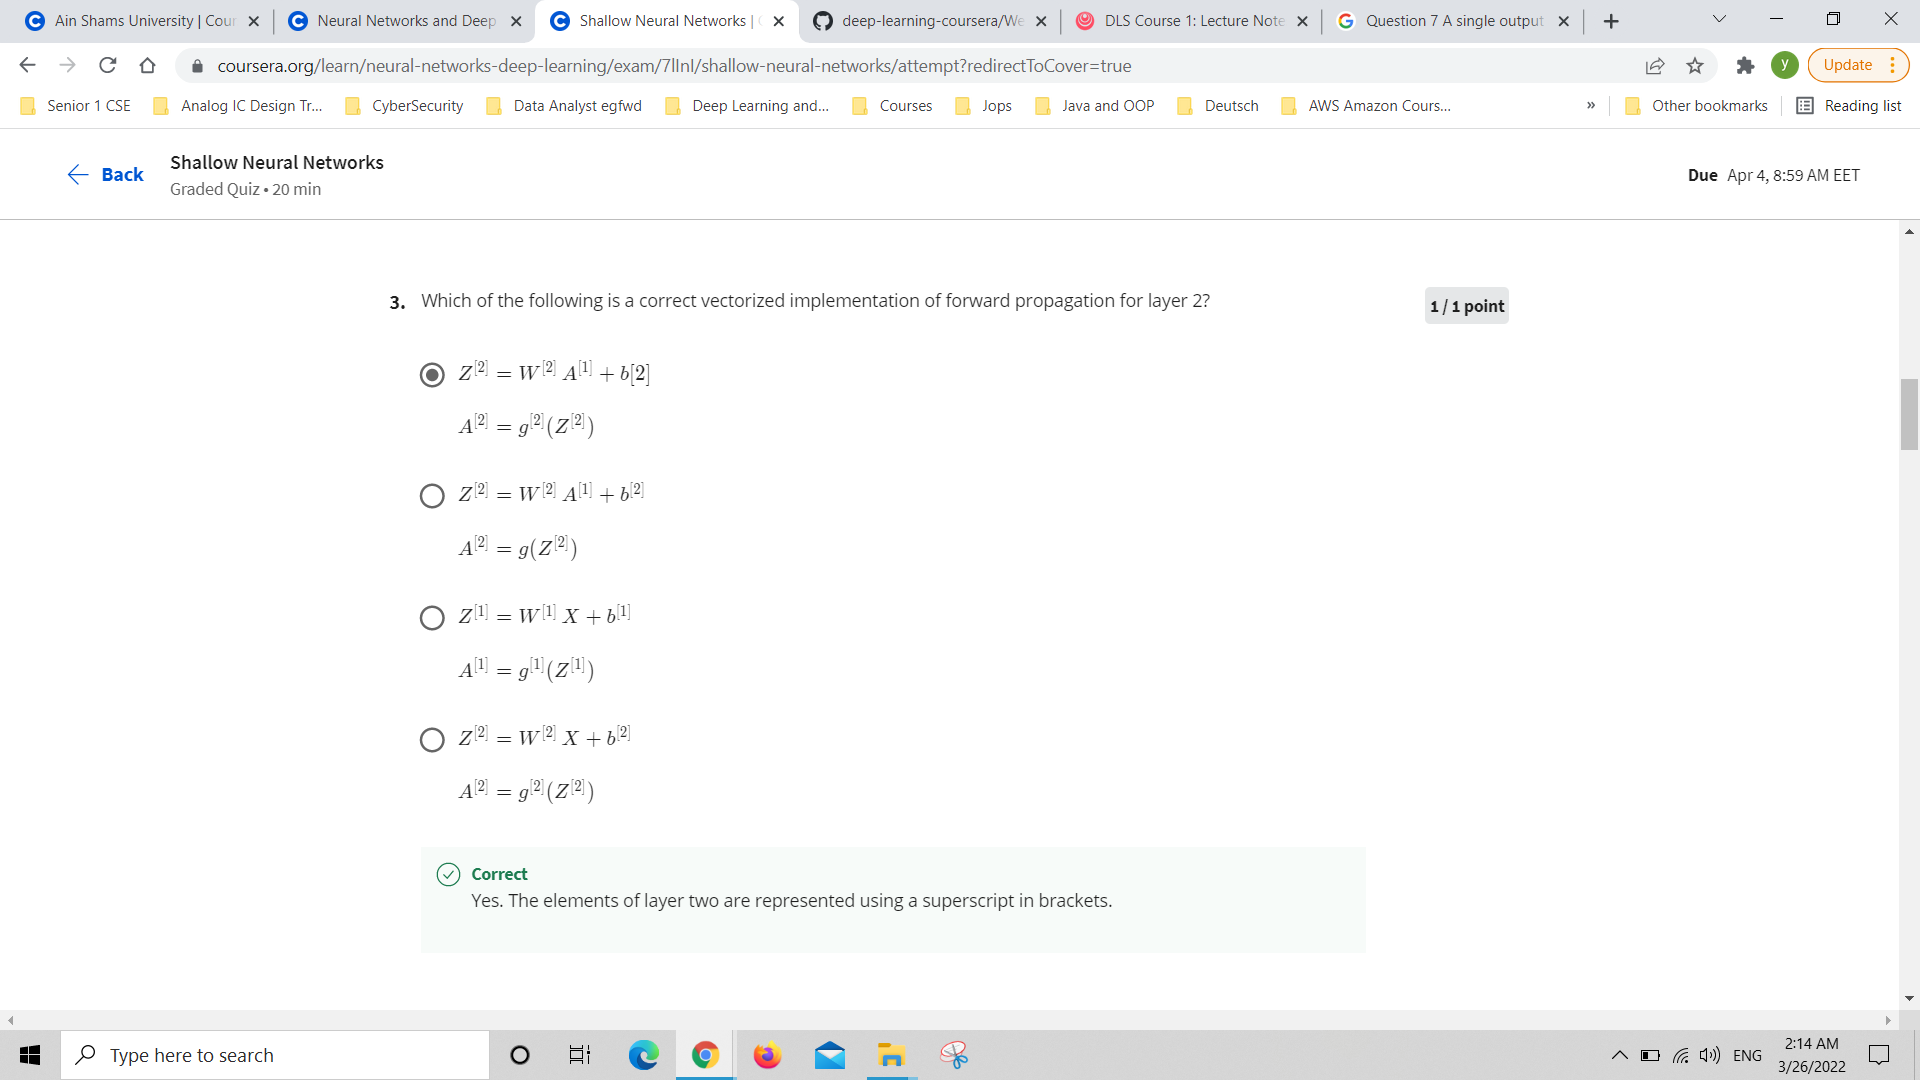 Ain Shams University | Cour
Neural Networks and Deep
Shallow Neural Networks |
deep-learning-coursera/We
DLS Course 1: Lecture Note
Question 7 A single output
coursera.org/learn/neural-networks-deep-learning/exam/7lInI/shallow-neural-networks/attempt?redirectToCover=true
y
Update
Senior 1 CSE
Analog IC Design Tr...
CyberSecurity
Data Analyst egfwd
Deep Learning and...
Courses
Jops
Java and OOP
Deutsch
AWS Amazon Cours...
»
Other bookmarks
Reading list
Back
Shallow Neural Networks
Graded Quiz • 20 min
Due Apr 4, 8:59 AM EET
3. Which of the following is a correct vectorized implementation of forward propagation for layer 2?
1 / 1 point
Z^[2] = W^[2] A^[1] + b[2]
A^[2] = g^[2](Z^[2])
Z^[2] = W^[2] A^[1] + b^[2]
A^[2] = g(Z^[2])
Z^[1] = W^[1] X + b^[1]
A^[1] = g^[1](Z^[1])
Z^[2] = W^[2] X + b^[2]
A^[2] = g^[2](Z^[2])
Correct
Yes. The elements of layer two are represented using a superscript in brackets.
Type here to search
ENG
2:14 AM
3/26/2022